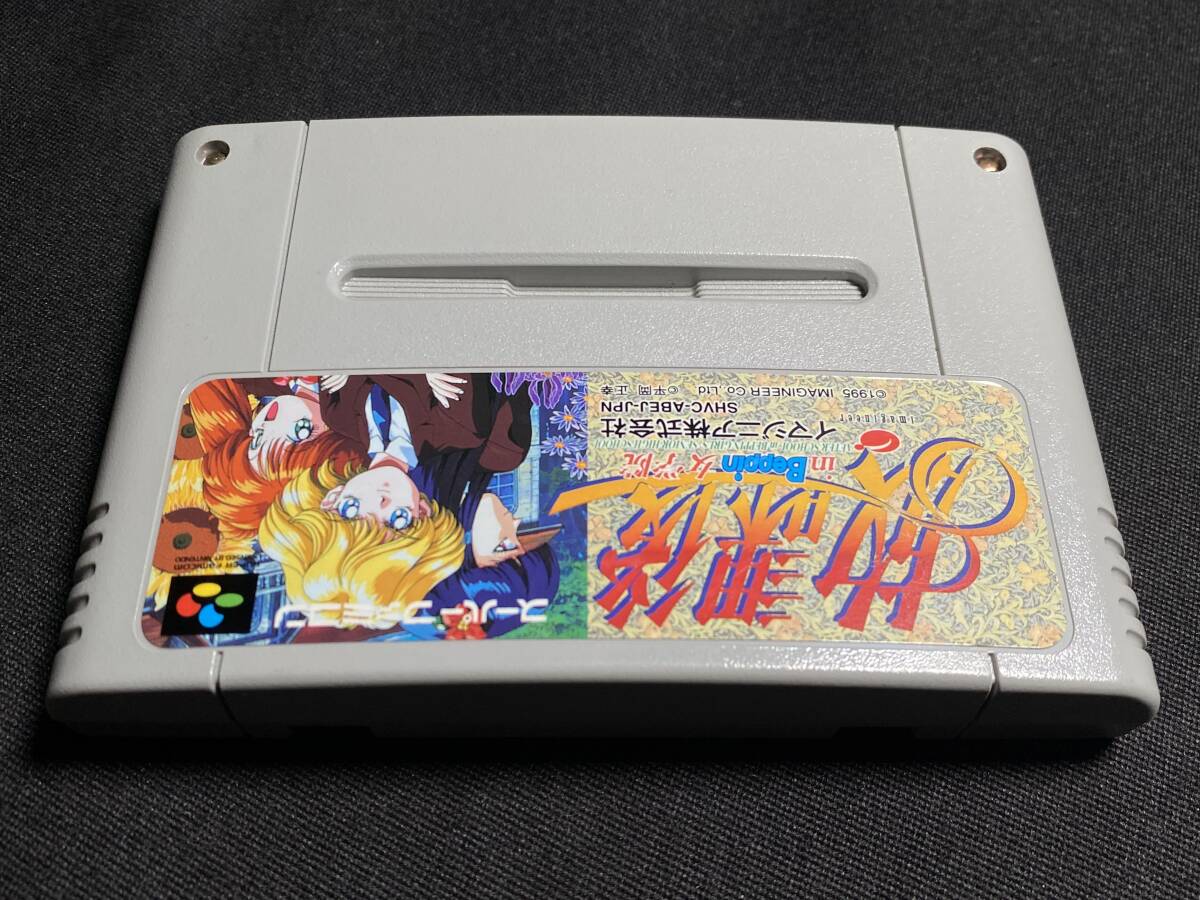 スーパーファミコン
放課後
in Beppin 女学院
AFTER SCHOOL in BEPPIN GIRL'S SENIOR HIGH SCHOOL
imagineer
イマジニア株式会社
SHVC-ABEJ-JPN
©1995 IMAGINEER Co., Ltd ©平岡 正幸